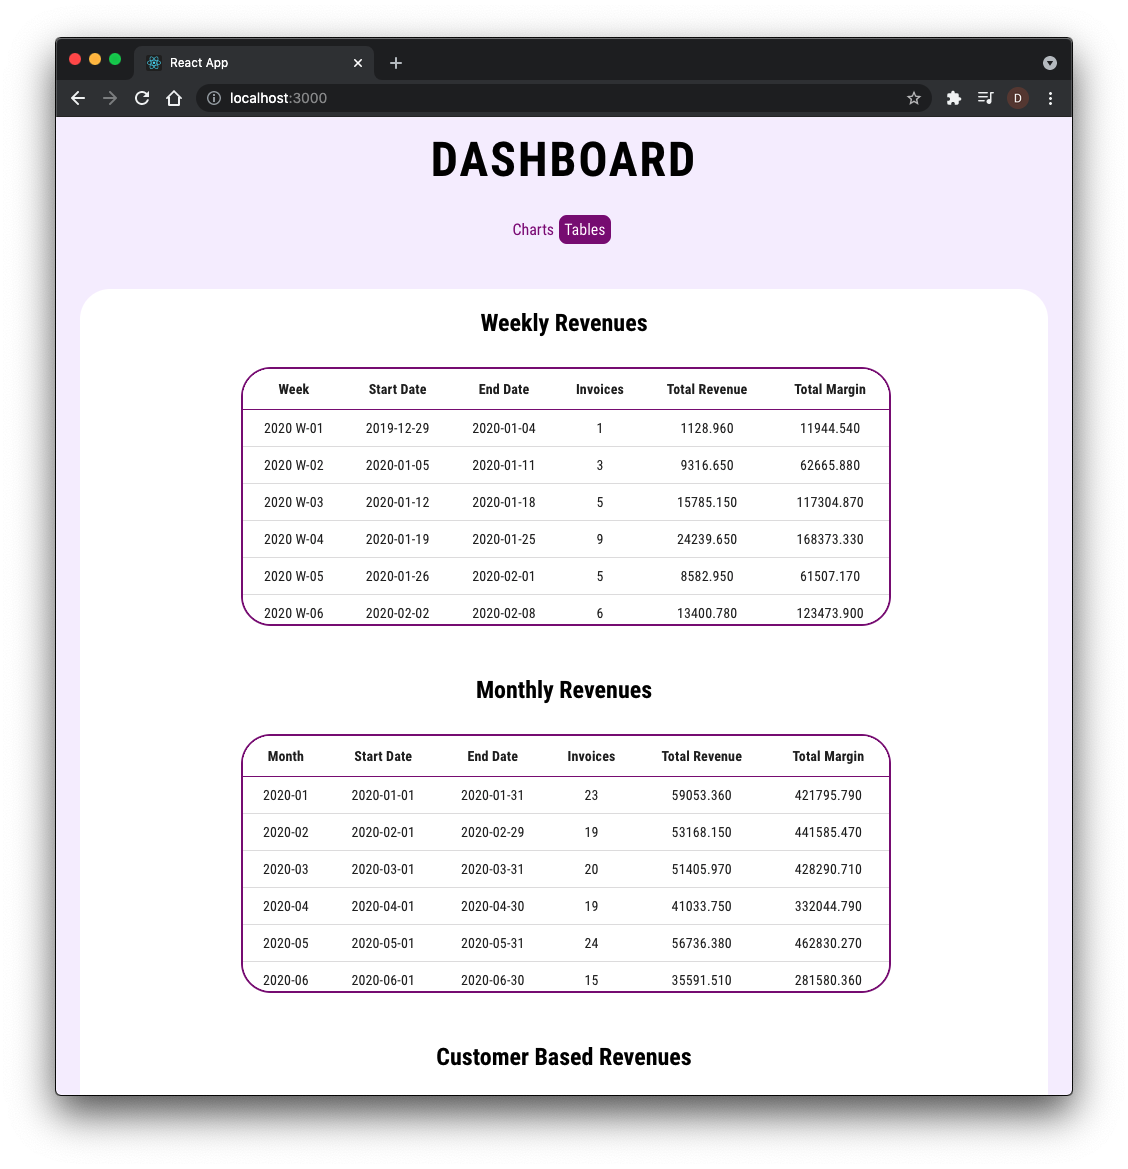 React App
localhost:3000
D
DASHBOARD
Charts Tables
Weekly Revenues
Week Start Date End Date Invoices Total Revenue Total Margin
2020 W-01 2019-12-29 2020-01-04 1 1128.960 11944.540
2020 W-02 2020-01-05 2020-01-11 3 9316.650 62665.880
2020 W-03 2020-01-12 2020-01-18 5 15785.150 117304.870
2020 W-04 2020-01-19 2020-01-25 9 24239.650 168373.330
2020 W-05 2020-01-26 2020-02-01 5 8582.950 61507.170
2020 W-06 2020-02-02 2020-02-08 6 13400.780 123473.900
Monthly Revenues
Month Start Date End Date Invoices Total Revenue Total Margin
2020-01 2020-01-01 2020-01-31 23 59053.360 421795.790
2020-02 2020-02-01 2020-02-29 19 53168.150 441585.470
2020-03 2020-03-01 2020-03-31 20 51405.970 428290.710
2020-04 2020-04-01 2020-04-30 19 41033.750 332044.790
2020-05 2020-05-01 2020-05-31 24 56736.380 462830.270
2020-06 2020-06-01 2020-06-30 15 35591.510 281580.360
Customer Based Revenues